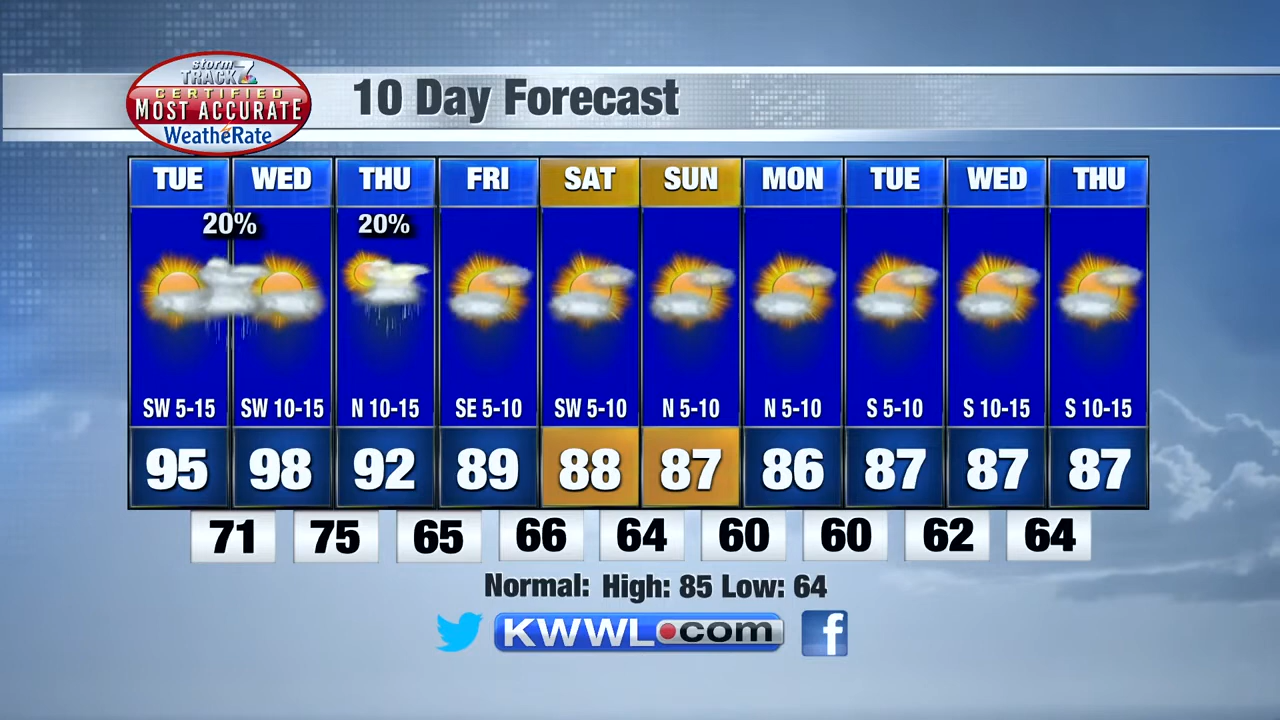 storm
TRACK 7
CERTIFIED
MOST ACCURATE
WeatheRate
10 Day Forecast
TUE WED THU FRI SAT SUN MON TUE WED THU
20% 20%
SW 5-15 SW 10-15 N 10-15 SE 5-10 SW 5-10 N 5-10 N 5-10 S 5-10 S 10-15 S 10-15
95 98 92 89 88 87 86 87 87 87
71 75 65 66 64 60 60 62 64
Normal: High: 85 Low: 64
KWWL.com f